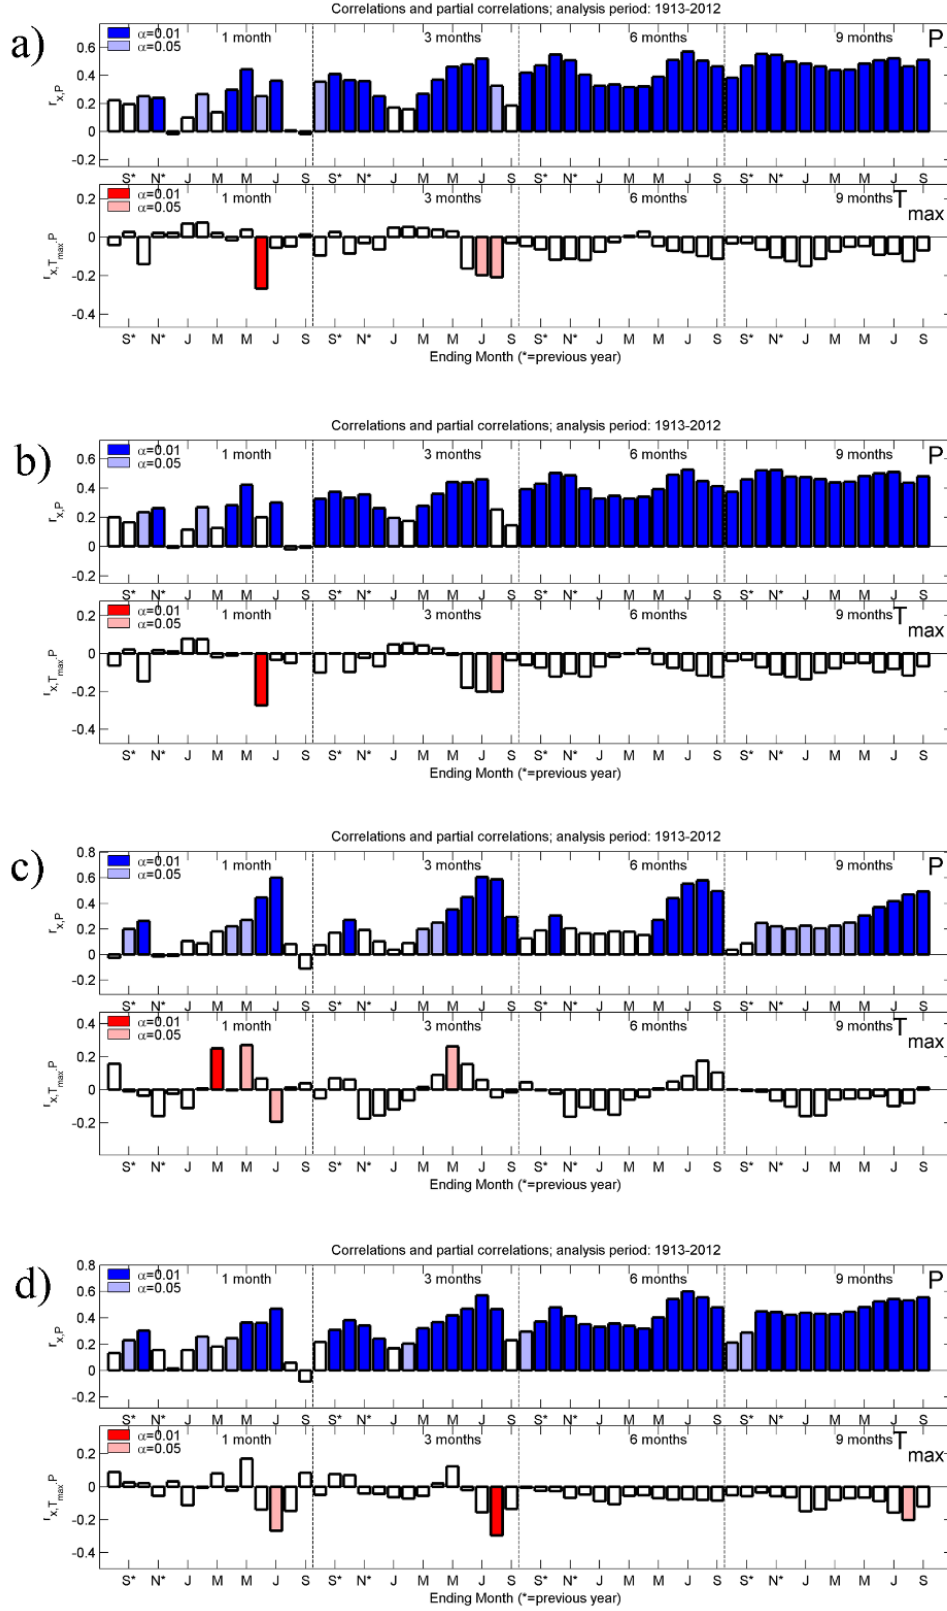 a)
Correlations and partial correlations; analysis period: 1913-2012
α=0.01
α=0.05
1 month 3 months 6 months 9 months P
r x,P
0.6
0.4
0.2
0
-0.2
S* N* J M M J S S* N* J M M J S S* N* J M M J S S* N* J M M J S
α=0.01
α=0.05
1 month 3 months 6 months 9 months Tmax
r x,Tmax.P
0.2
0
-0.2
-0.4
S* N* J M M J S S* N* J M M J S S* N* J M M J S S* N* J M M J S
Ending Month (*=previous year)
b)
Correlations and partial correlations; analysis period: 1913-2012
α=0.01
α=0.05
1 month 3 months 6 months 9 months P
r x,P
0.6
0.4
0.2
0
-0.2
S* N* J M M J S S* N* J M M J S S* N* J M M J S S* N* J M M J S
α=0.01
α=0.05
1 month 3 months 6 months 9 months Tmax
r x,Tmax.P
0.2
0
-0.2
-0.4
S* N* J M M J S S* N* J M M J S S* N* J M M J S S* N* J M M J S
Ending Month (*=previous year)
c)
Correlations and partial correlations; analysis period: 1913-2012
α=0.01
α=0.05
1 month 3 months 6 months 9 months P
r x,P
0.8
0.6
0.4
0.2
0
-0.2
S* N* J M M J S S* N* J M M J S S* N* J M M J S S* N* J M M J S
α=0.01
α=0.05
1 month 3 months 6 months 9 months Tmax
r x,Tmax.P
0.4
0.2
0
-0.2
S* N* J M M J S S* N* J M M J S S* N* J M M J S S* N* J M M J S
Ending Month (*=previous year)
d)
Correlations and partial correlations; analysis period: 1913-2012
α=0.01
α=0.05
1 month 3 months 6 months 9 months P
r x,P
0.8
0.6
0.4
0.2
0
-0.2
S* N* J M M J S S* N* J M M J S S* N* J M M J S S* N* J M M J S
α=0.01
α=0.05
1 month 3 months 6 months 9 months Tmax
r x,Tmax.P
0.2
0
-0.2
-0.4
S* N* J M M J S S* N* J M M J S S* N* J M M J S S* N* J M M J S
Ending Month (*=previous year)